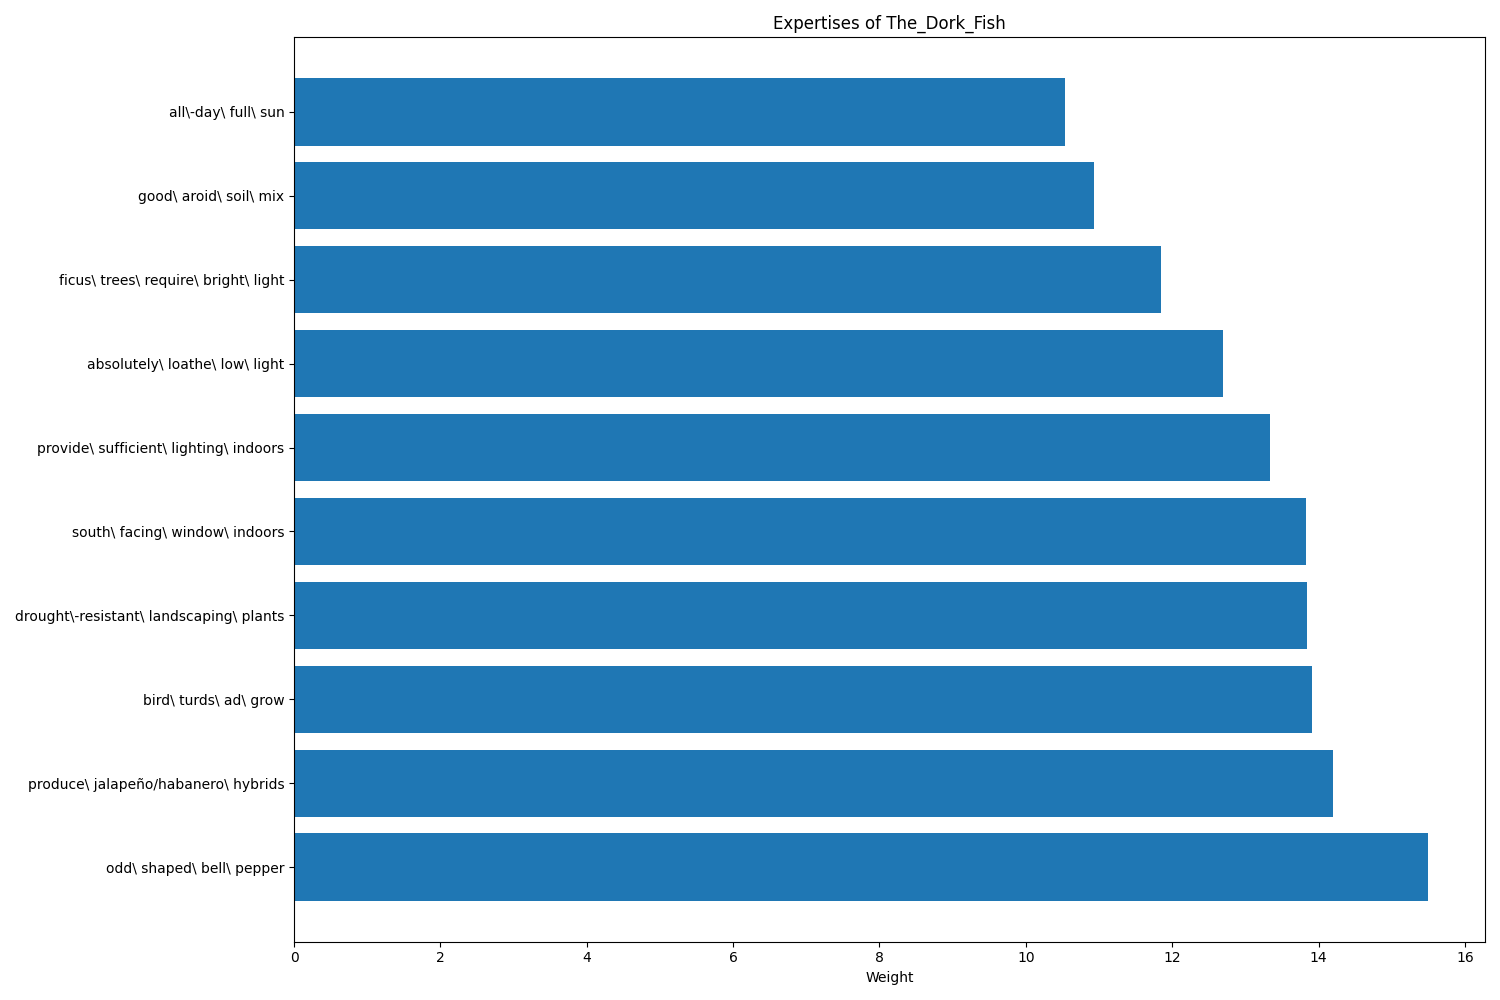 Expertises of The_Dork_Fish
all\-day\ full\ sun
good\ aroid\ soil\ mix
ficus\ trees\ require\ bright\ light
absolutely\ loathe\ low\ light
provide\ sufficient\ lighting\ indoors
south\ facing\ window\ indoors
drought\-resistant\ landscaping\ plants
bird\ turds\ ad\ grow
produce\ jalapeño/habanero\ hybrids
odd\ shaped\ bell\ pepper
0 2 4 6 8 10 12 14 16
Weight